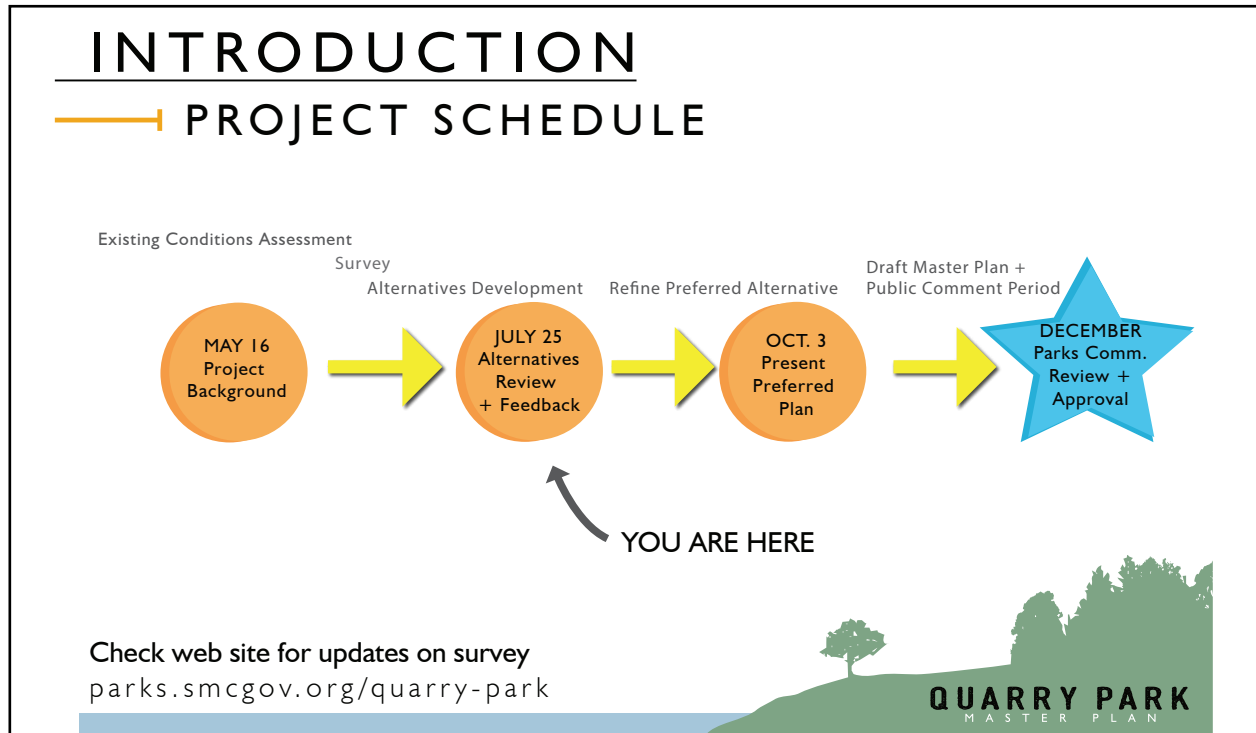 INTRODUCTION
PROJECT SCHEDULE
Existing Conditions Assessment
Survey
Alternatives Development
Refine Preferred Alternative
Draft Master Plan +
Public Comment Period
MAY 16
Project
Background
JULY 25
Alternatives
Review
+ Feedback
OCT. 3
Present
Preferred
Plan
DECEMBER
Parks Comm.
Review +
Approval
YOU ARE HERE
Check web site for updates on survey
parks.smcgov.org/quarry-park
QUARRY PARK
MASTER PLAN